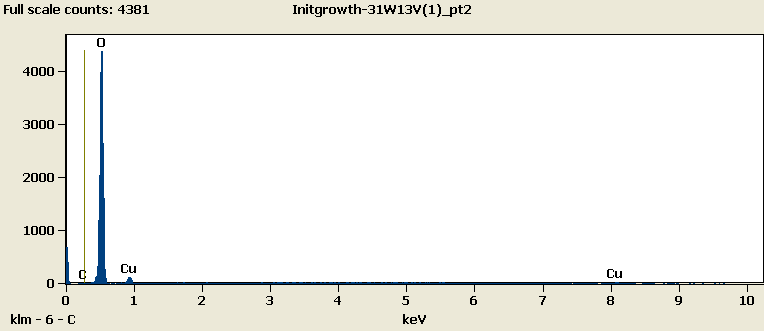 Full scale counts: 4381 Initgrowth-31W13V(1)_pt2
O
4000
3000
2000
1000
0
C Cu Cu
0 1 2 3 4 5 6 7 8 9 10
klm - 6 - C keV